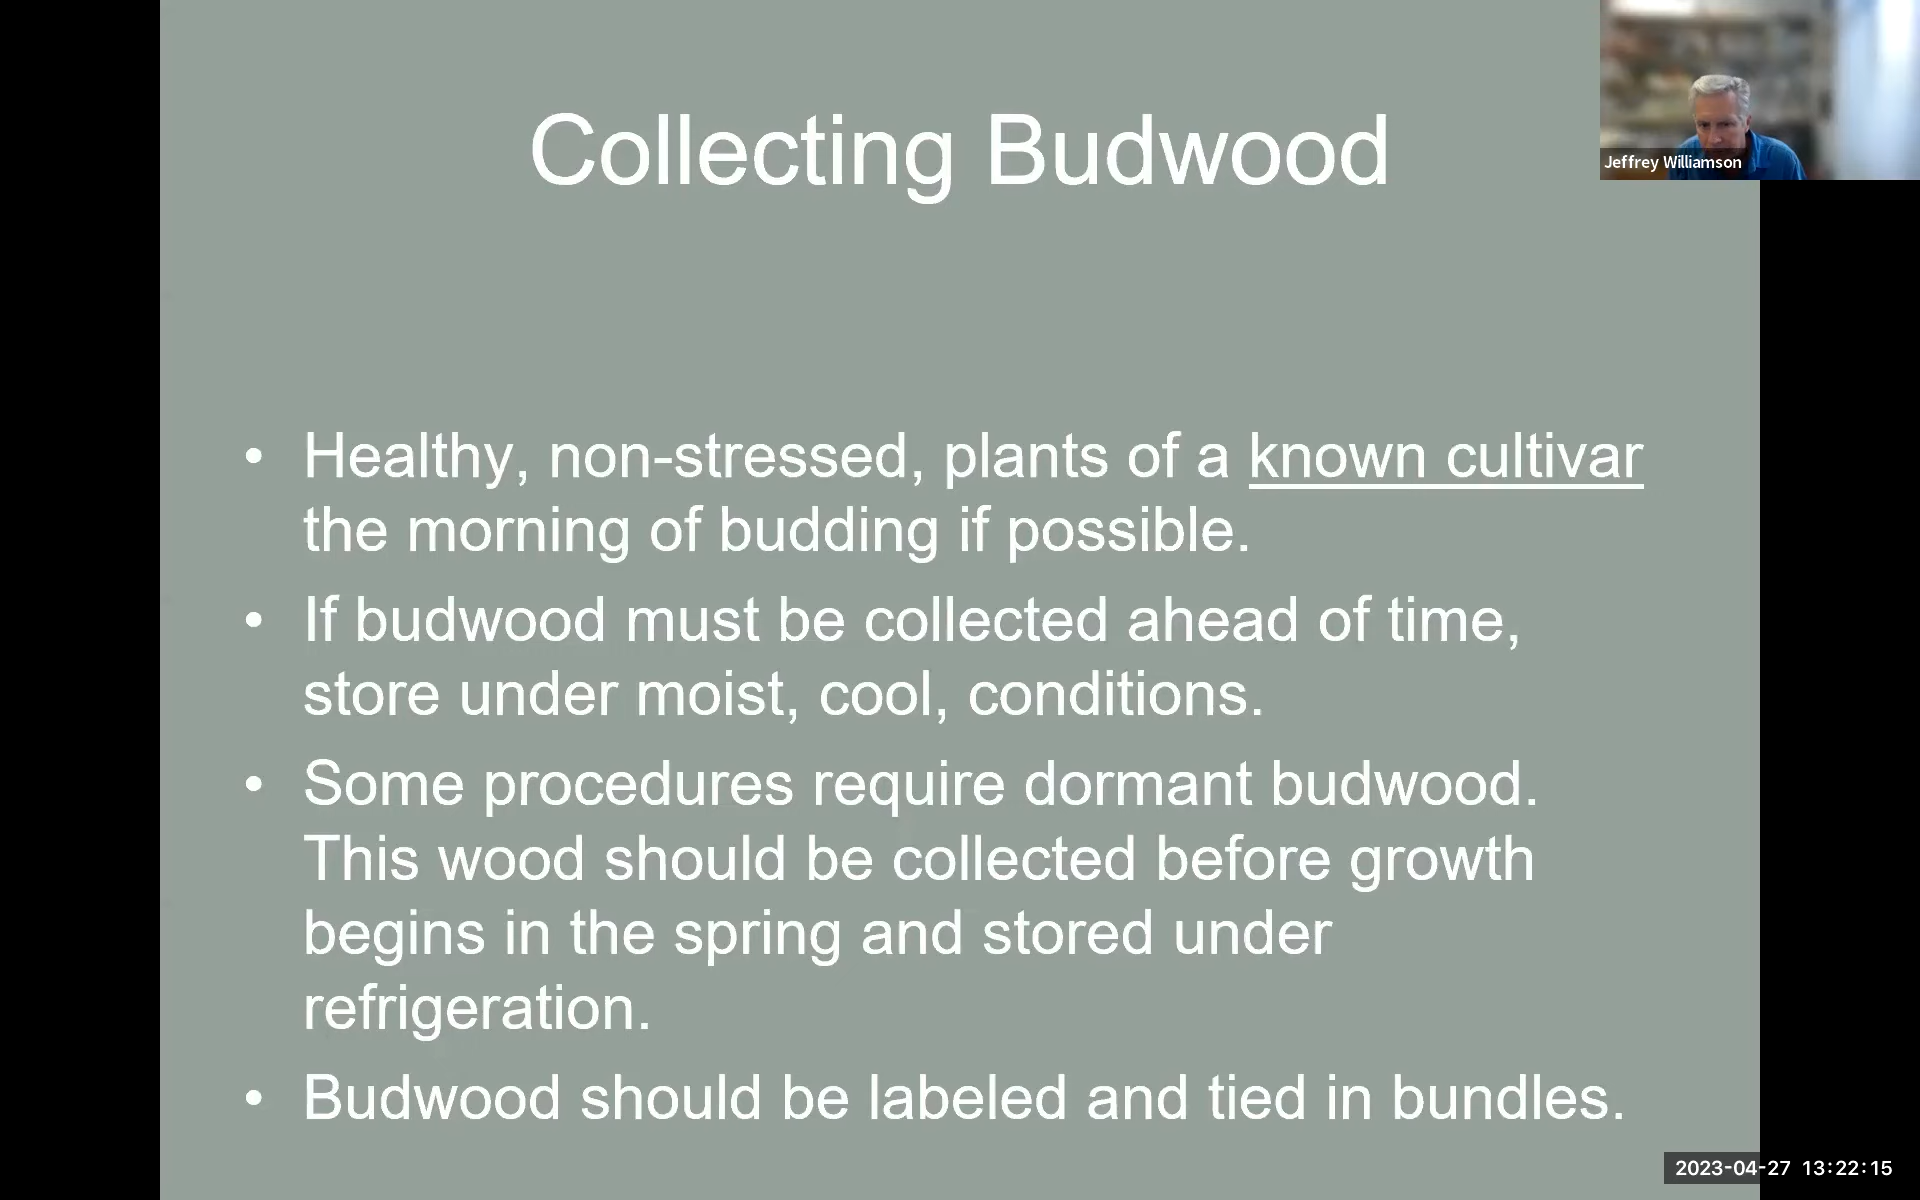 Collecting Budwood
Jeffrey Williamson
• Healthy, non-stressed, plants of a known cultivar
the morning of budding if possible.
• If budwood must be collected ahead of time,
store under moist, cool, conditions.
• Some procedures require dormant budwood.
This wood should be collected before growth
begins in the spring and stored under
refrigeration.
• Budwood should be labeled and tied in bundles.
2023-04-27 13:22:15